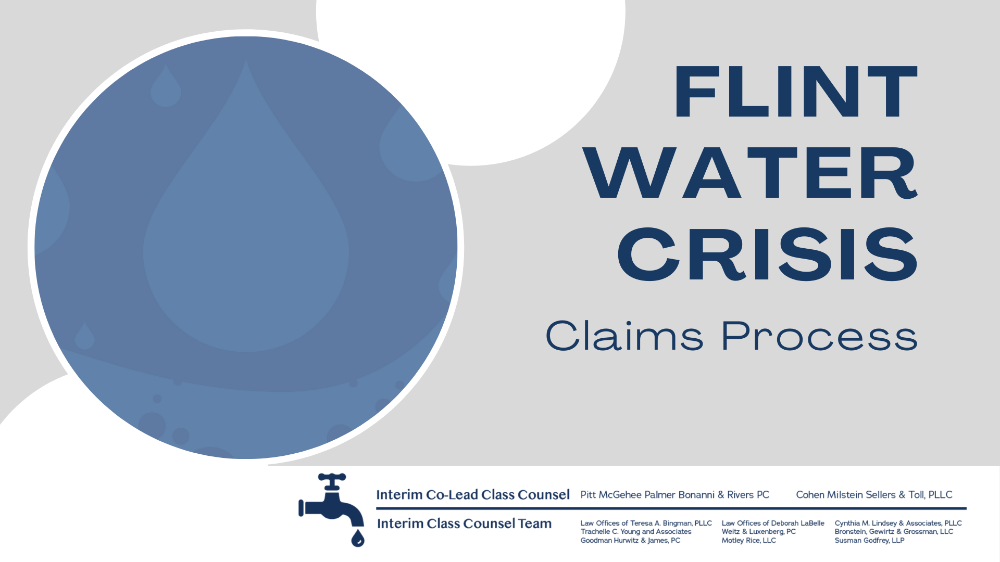 FLINT
WATER
CRISIS
Claims Process
Interim Co-Lead Class Counsel Pitt McGehee Palmer Bonanni & Rivers PC Cohen Milstein Sellers & Toll, PLLC
Interim Class Counsel Team
Law Offices of Teresa A. Bingman, PLLC Law Offices of Deborah LaBelle Cynthia M. Lindsey & Associates, PLLC
Trachelle C. Young and Associates Weitz & Luxenberg, PC Bronstein, Gewirtz & Grossman, LLC
Goodman Hurwitz & James, PC Motley Rice, LLC Susman Godfrey, LLP